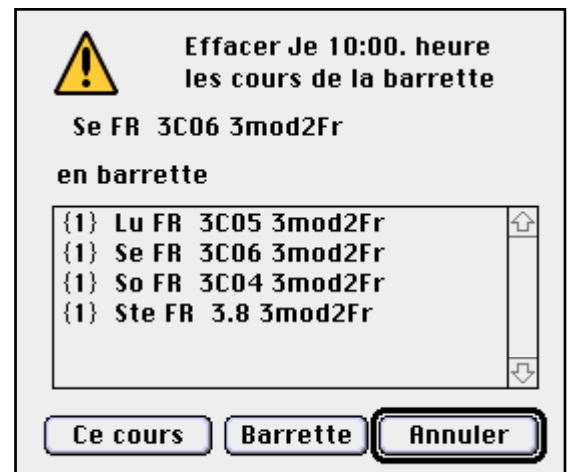 Effacer Je 10:00. heure
les cours de la barrette
Se FR 3C06 3mod2Fr
en barrette
{1} Lu FR 3C05 3mod2Fr
{1} Se FR 3C06 3mod2Fr
{1} So FR 3C04 3mod2Fr
{1} Ste FR 3.8 3mod2Fr
Ce cours Barrette Annuler